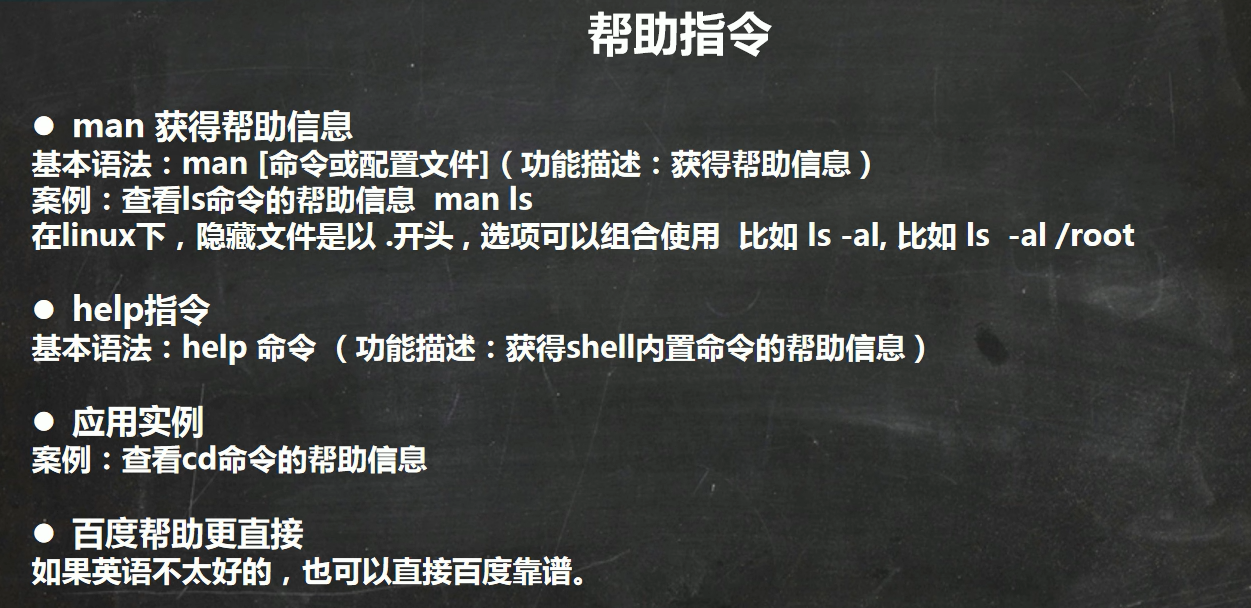 帮助指令
● man 获得帮助信息
基本语法：man [命令或配置文件]（功能描述：获得帮助信息）
案例：查看ls命令的帮助信息  man ls
在linux下，隐藏文件是以 .开头，选项可以组合使用  比如 ls -al, 比如 ls  -al /root
● help指令
基本语法：help 命令 （功能描述：获得shell内置命令的帮助信息）
● 应用实例
案例：查看cd命令的帮助信息
● 百度帮助更直接
如果英语不太好的，也可以直接百度靠谱。